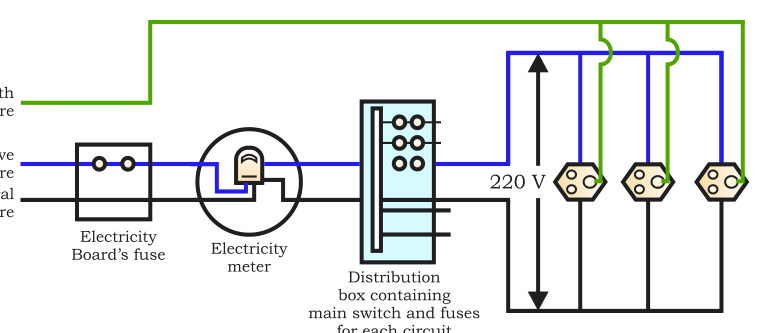 th
re
ve
re
ral
re
Electricity
Board's fuse
Electricity
meter
Distribution
box containing
main switch and fuses
for each circuit
220 V